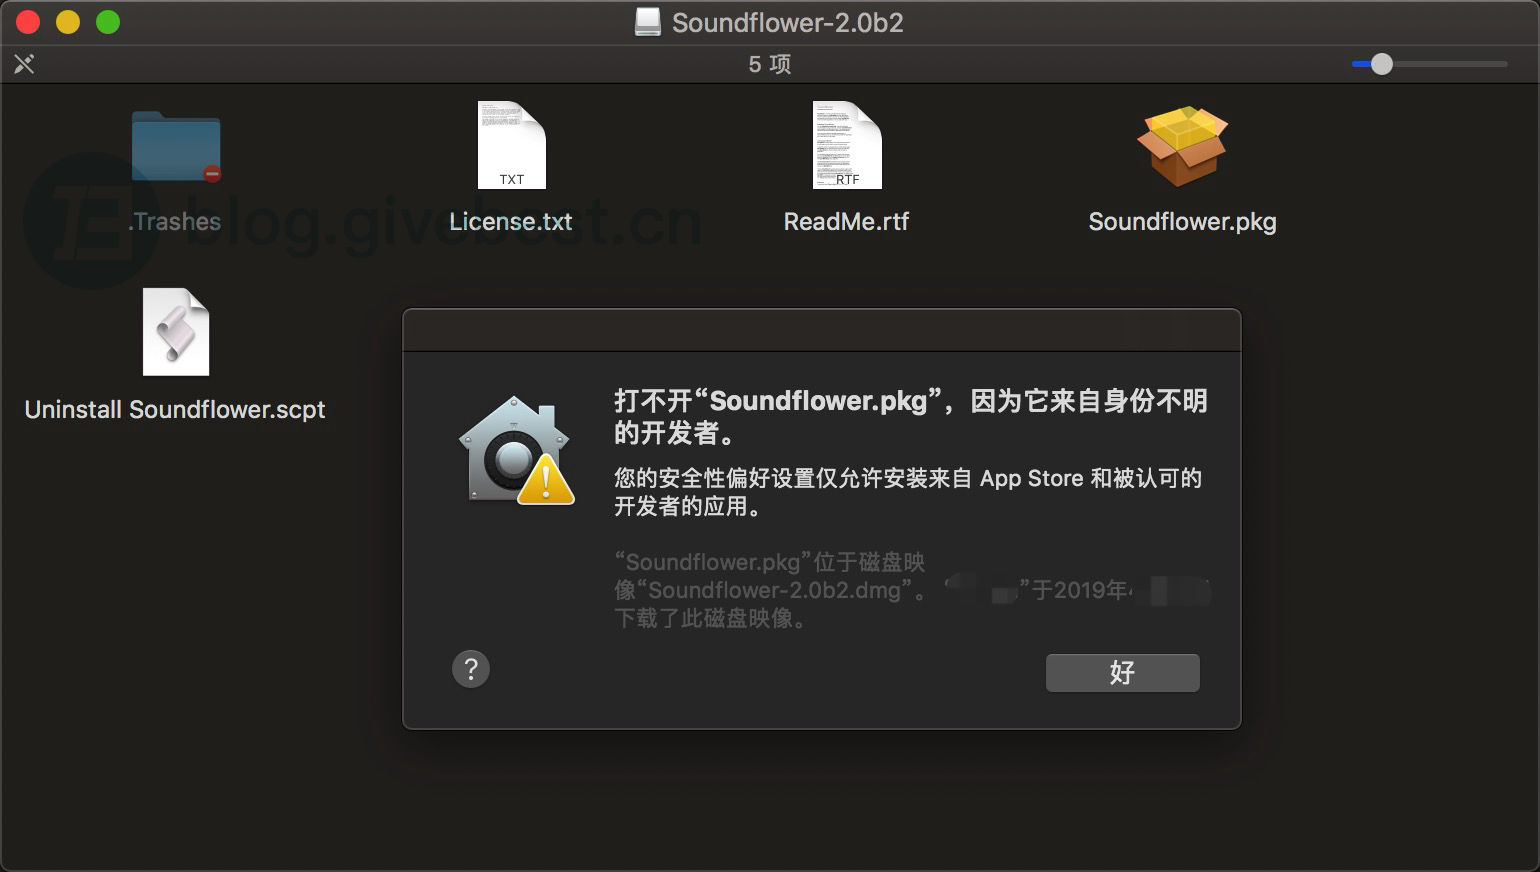 Soundflower-2.0b2
5 项
TXT
RTF
.Trashes
License.txt
ReadMe.rtf
Soundflower.pkg
blog.givebest.cn
Uninstall Soundflower.scpt
打不开“Soundflower.pkg”，因为它来自身份不明
的开发者。
您的安全性偏好设置仅允许安装来自 App Store 和被认可的
开发者的应用。
“Soundflower.pkg”位于磁盘映
像“Soundflower-2.0b2.dmg”。 “ ”于2019年
下载了此磁盘映像。
?
好